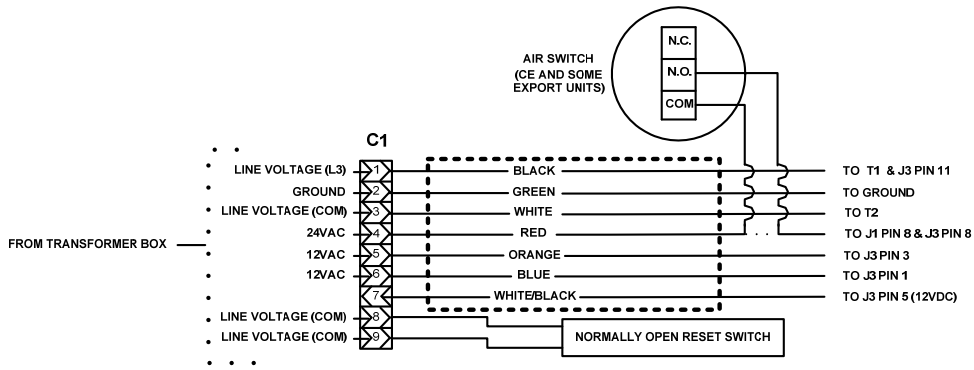 N.C.
AIR SWITCH
(CE AND SOME
EXPORT UNITS)
N.O.
COM
C1
LINE VOLTAGE (L3) 1 BLACK TO T1 & J3 PIN 11
GROUND 2 GREEN TO GROUND
LINE VOLTAGE (COM) 3 WHITE TO T2
FROM TRANSFORMER BOX
24VAC 4 RED TO J1 PIN 8 & J3 PIN 8
12VAC 5 ORANGE TO J3 PIN 3
12VAC 6 BLUE TO J3 PIN 1
7 WHITE/BLACK TO J3 PIN 5 (12VDC)
LINE VOLTAGE (COM) 8
LINE VOLTAGE (COM) 9
NORMALLY OPEN RESET SWITCH